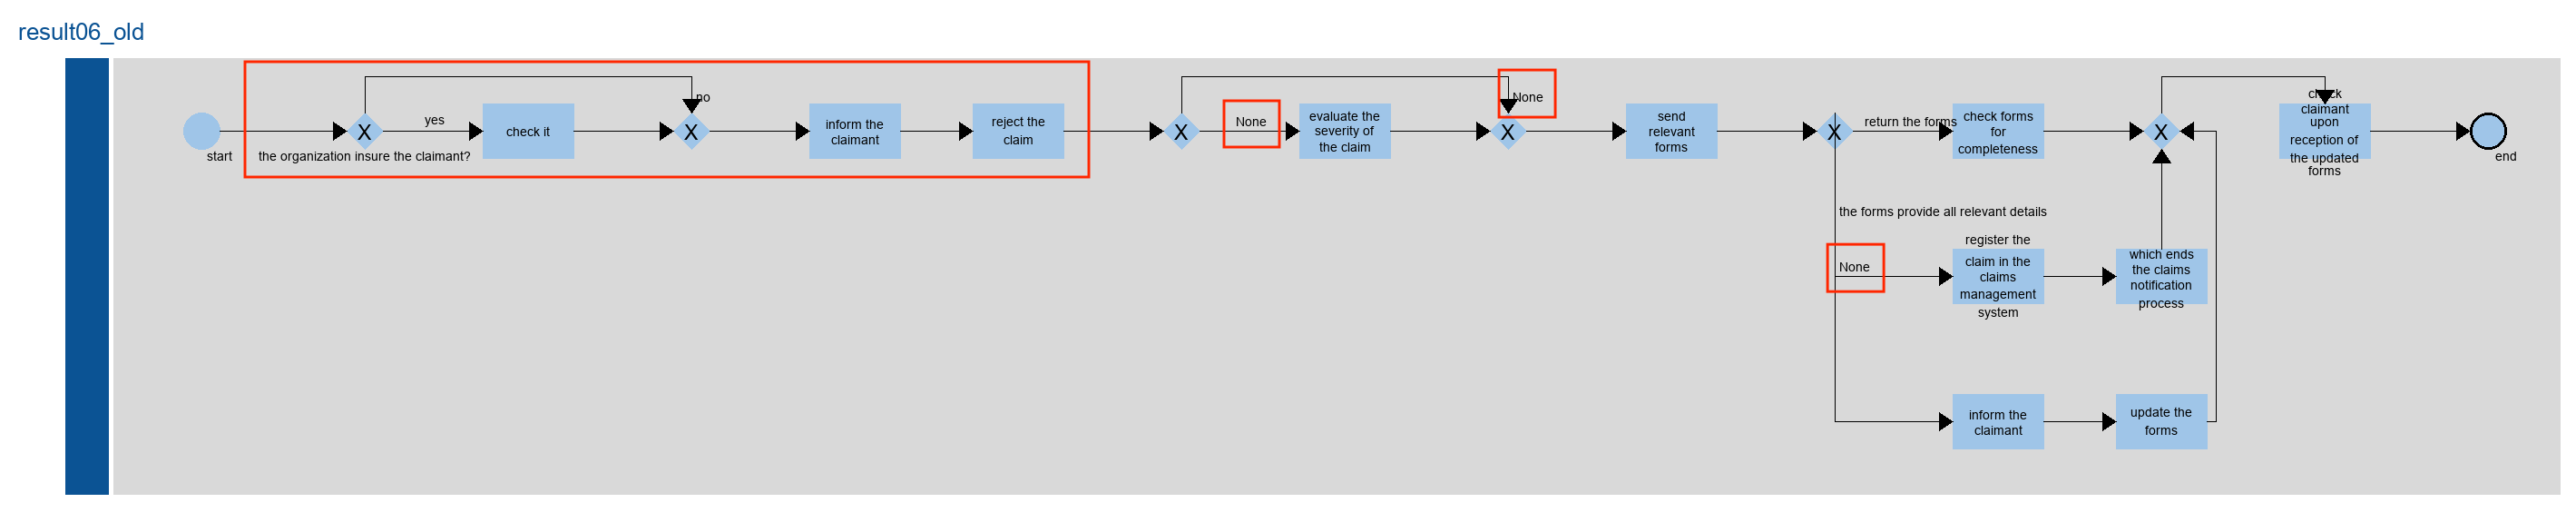 result06_old
start
the organization insure the claimant?
X
yes
check it
X
no
inform the
claimant
reject the
claim
X
None
evaluate the
severity of
the claim
X
None
send
relevant
forms
X
return the forms
check forms
for
completeness
X
check
claimant
upon
reception of
the updated
forms
end
the forms provide all relevant details
None
register the
claim in the
claims
management
system
which ends
the claims
notification
process
inform the
claimant
update the
forms